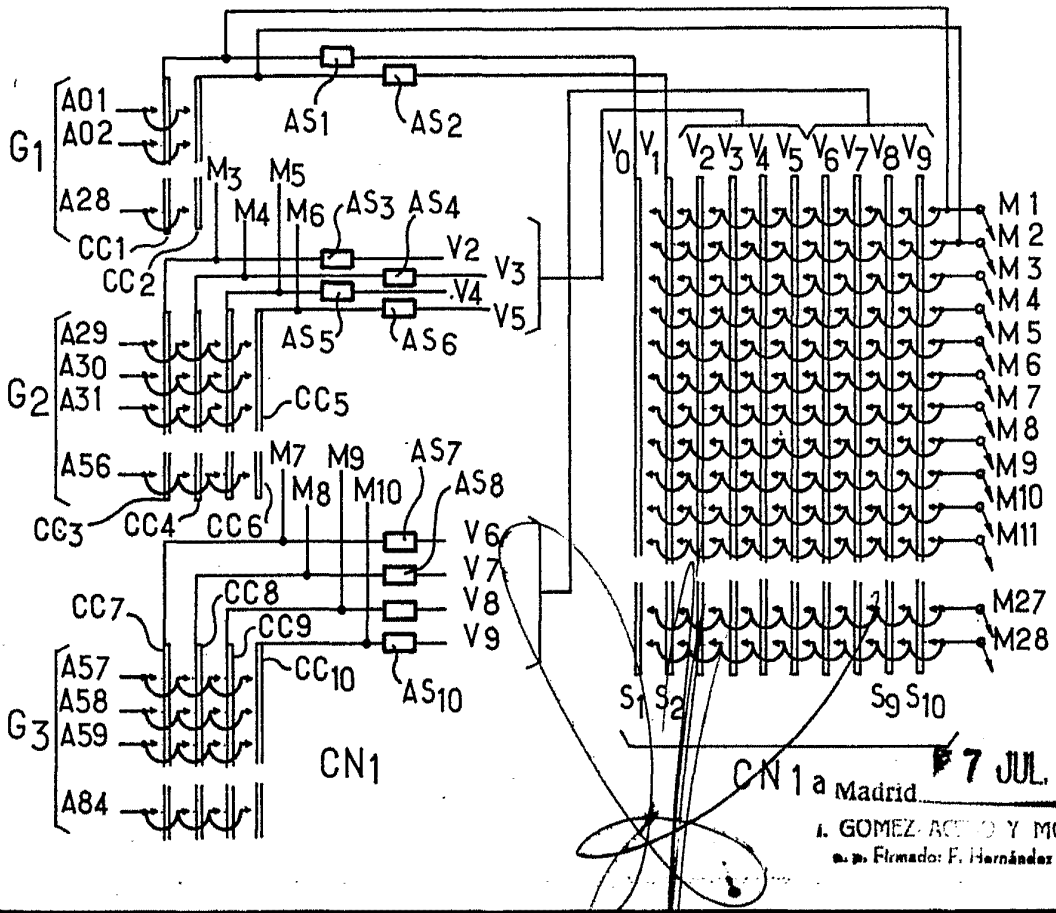 G1
A01
A02
A28
CC1
CC2
AS1
AS2
M3
M4
M5
M6
AS3
AS4
AS5
AS6
V2
V3
V4
V5
G2
A29
A30
A31
A56
CC3
CC4
CC6
CC5
M7
M8
M9
M10
AS7
AS8
AS10
V6
V7
V8
V9
G3
CC7
CC8
CC9
CC10
A57
A58
A59
A84
CN1
V0 V1 V2 V3 V4 V5 V6 V7 V8 V9
M1
M2
M3
M4
M5
M6
M7
M8
M9
M10
M11
M27
M28
S1 S2 S9 S10
CN1a
7 JUL.
Madrid
GOMEZ Y
Firmado: F. Hernández